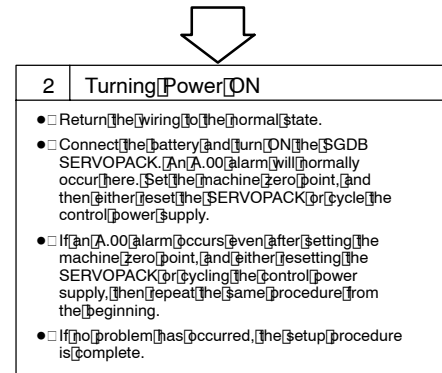 2 Turning Power ON
● Return the wiring to the normal state.
● Connect the battery and turn ON the SGDB
SERVOPACK. An A.00 alarm will normally
occur here. Set the machine zero point, and
then either reset the SERVOPACK or cycle the
control power supply.
● If an A.00 alarm occurs even after setting the
machine zero point, and either resetting the
SERVOPACK or cycling the control power
supply, then repeat the same procedure from
the beginning.
● If no problem has occurred, the setup procedure
is complete.